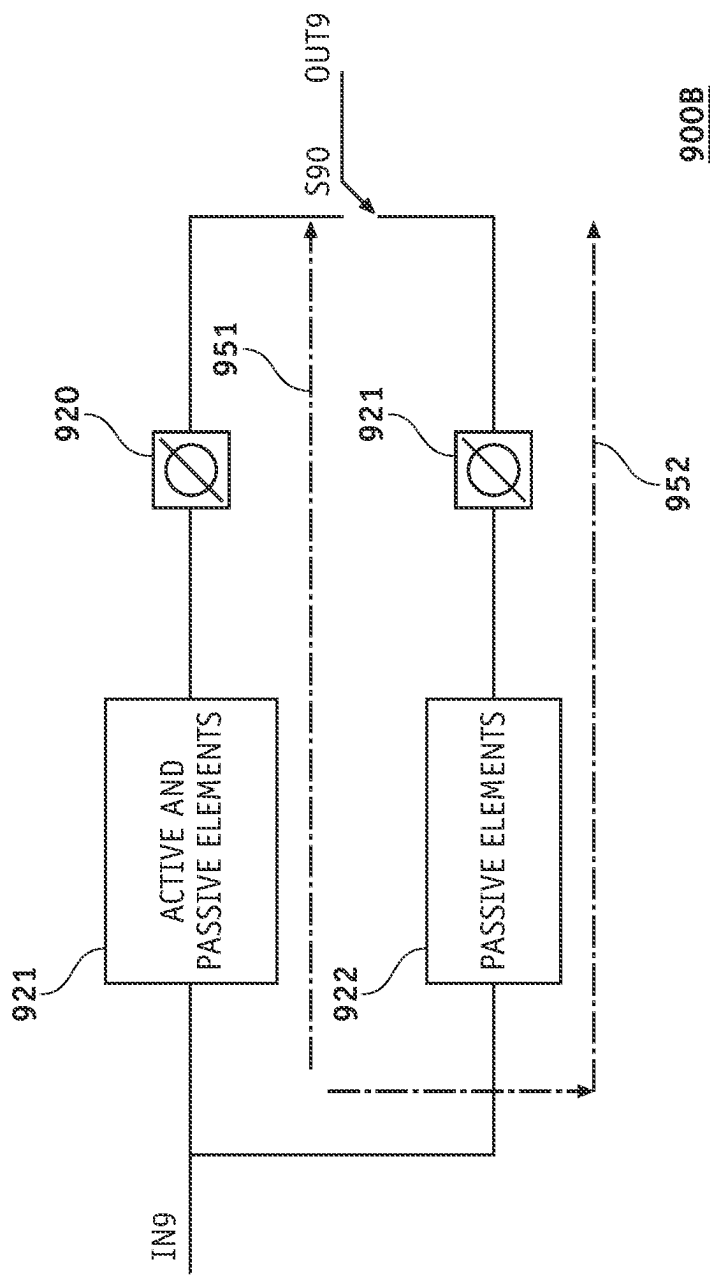 920
951
S90 OUT9
921
ACTIVE AND
PASSIVE ELEMENTS
IN9
921
922
PASSIVE ELEMENTS
952
900B